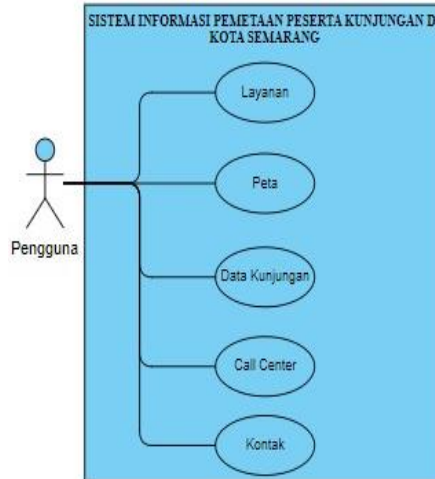 SISTEM INFORMASI PEMETAAN PESERTA KUNJUNGAN D
KOTA SEMARANG
Layanan
Peta
Pengguna
Data Kunjungan
Call Center
Kontak